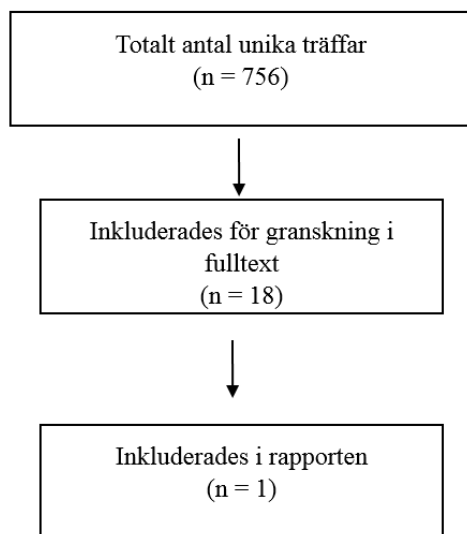 Totalt antal unika träffar
(n = 756)
Inkluderades för granskning i
fulltext
(n = 18)
Inkluderades i rapporten
(n = 1)